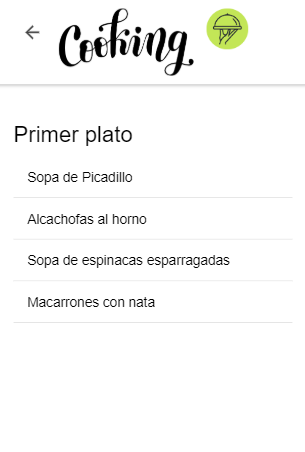 Cooking
Primer plato
Sopa de Picadillo
Alcachofas al horno
Sopa de espinacas esparragadas
Macarrones con nata